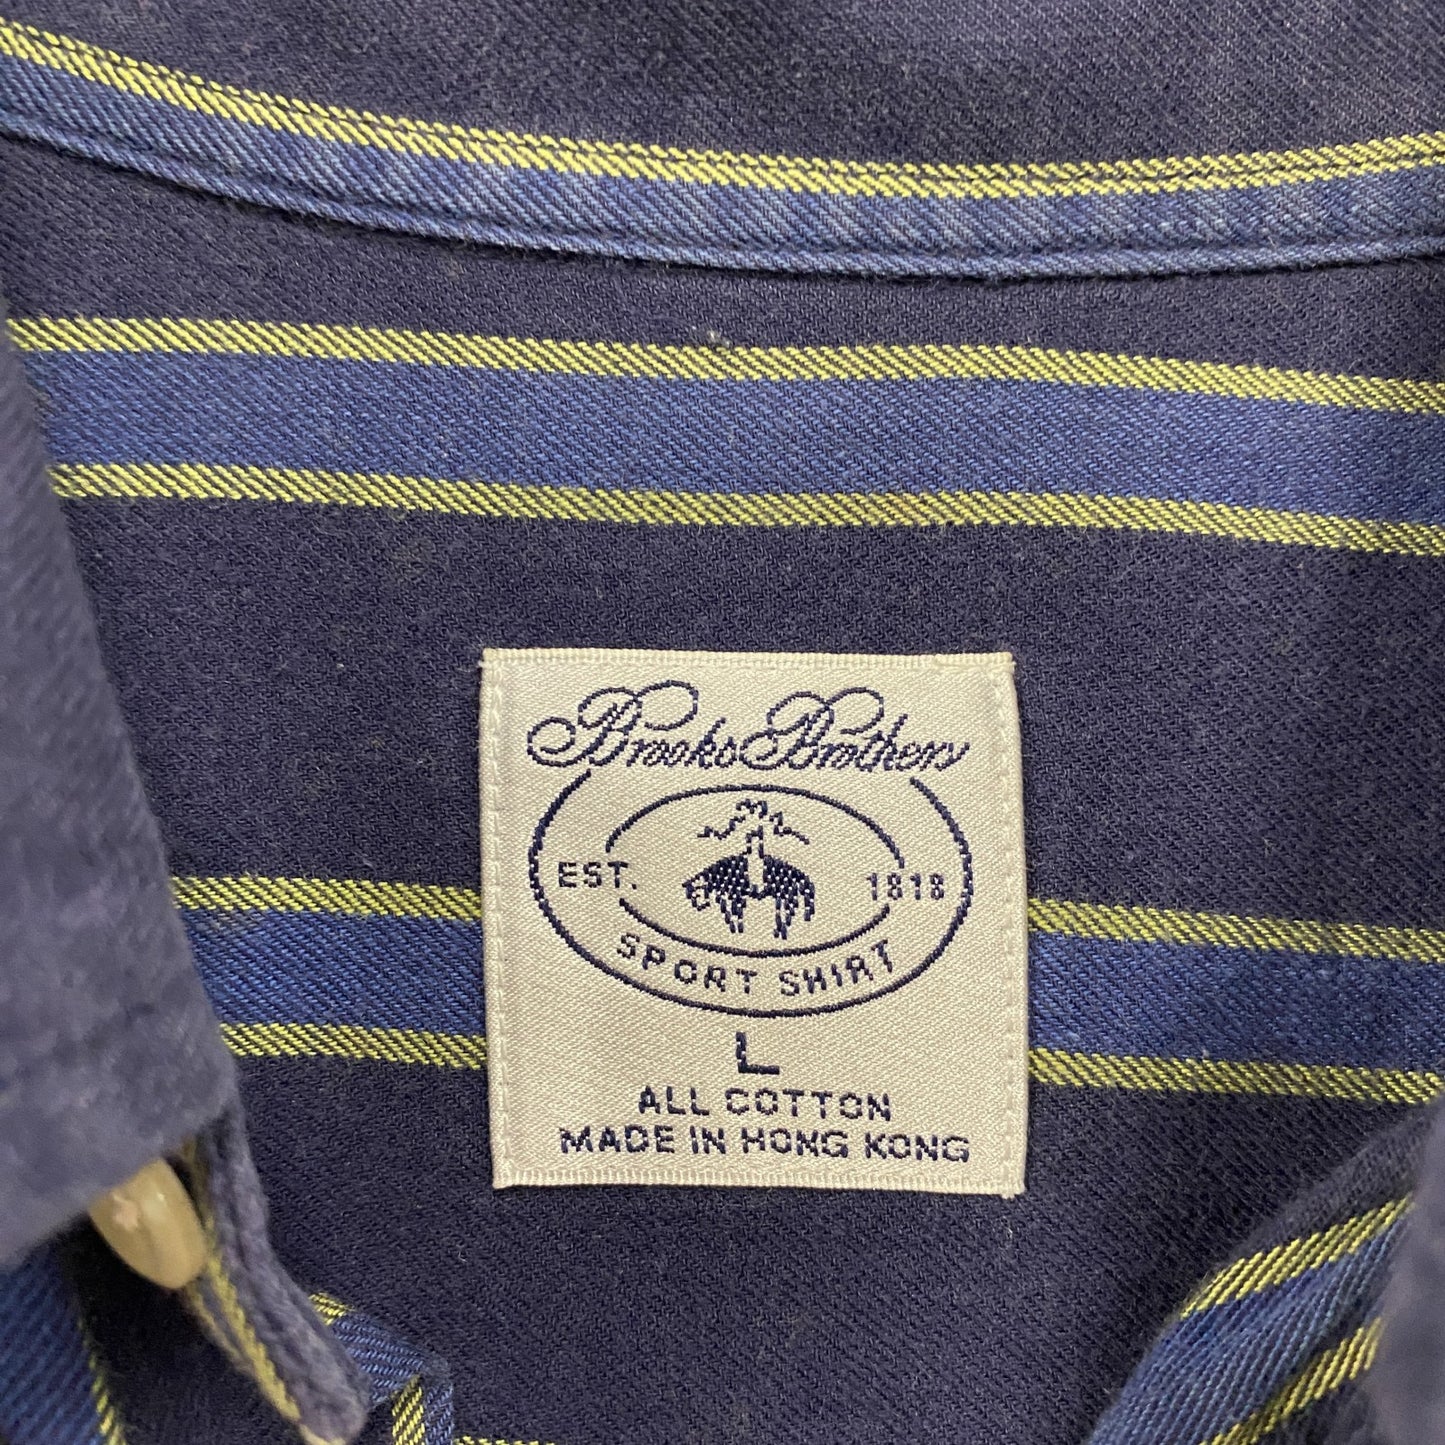 Brooks Brothers
EST. 1818
SPORT SHIRT
L
ALL COTTON
MADE IN HONG KONG